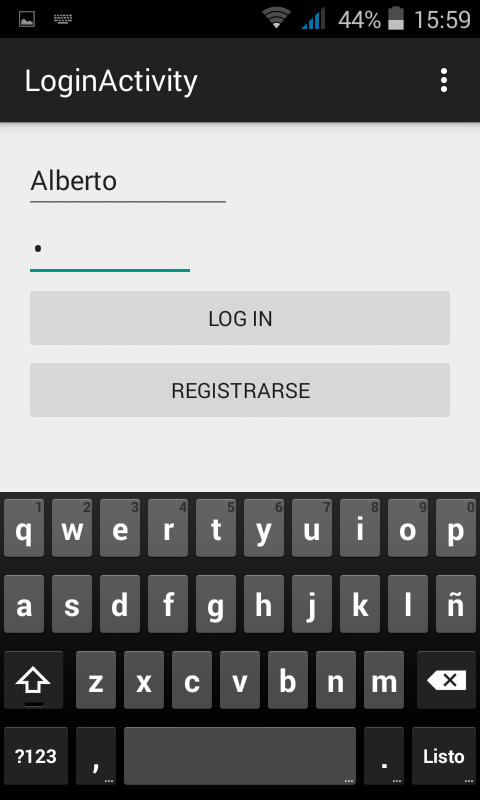 44% 15:59
LoginActivity
Alberto
•
LOG IN
REGISTRARSE
1 2 3 4 5 6 7 8 9 0
q w e r t y u i o p
a s d f g h j k l ñ
z x c v b n m
?123 , ... ... . ... Listo ...